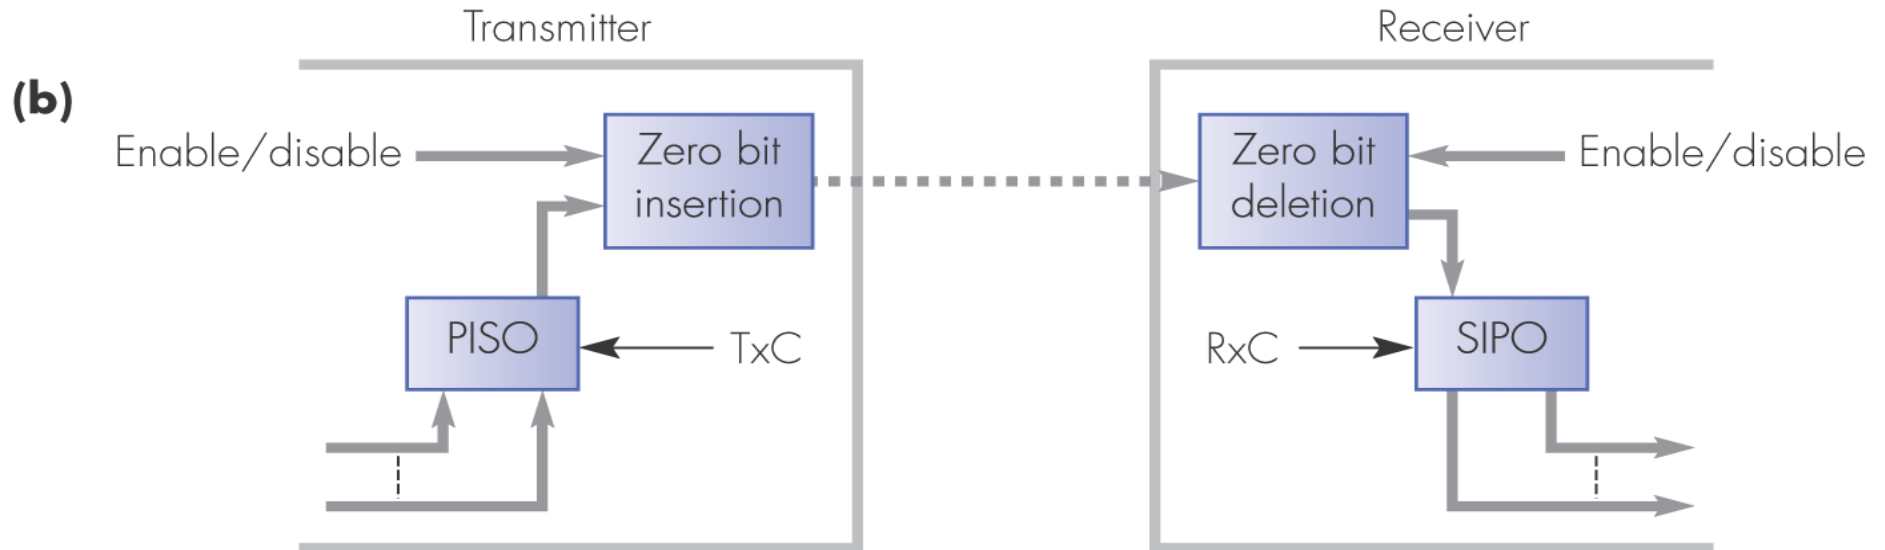 Transmitter
Receiver
(b)
Enable/disable
Zero bit
insertion
Zero bit
deletion
Enable/disable
PISO
TxC
RxC
SIPO